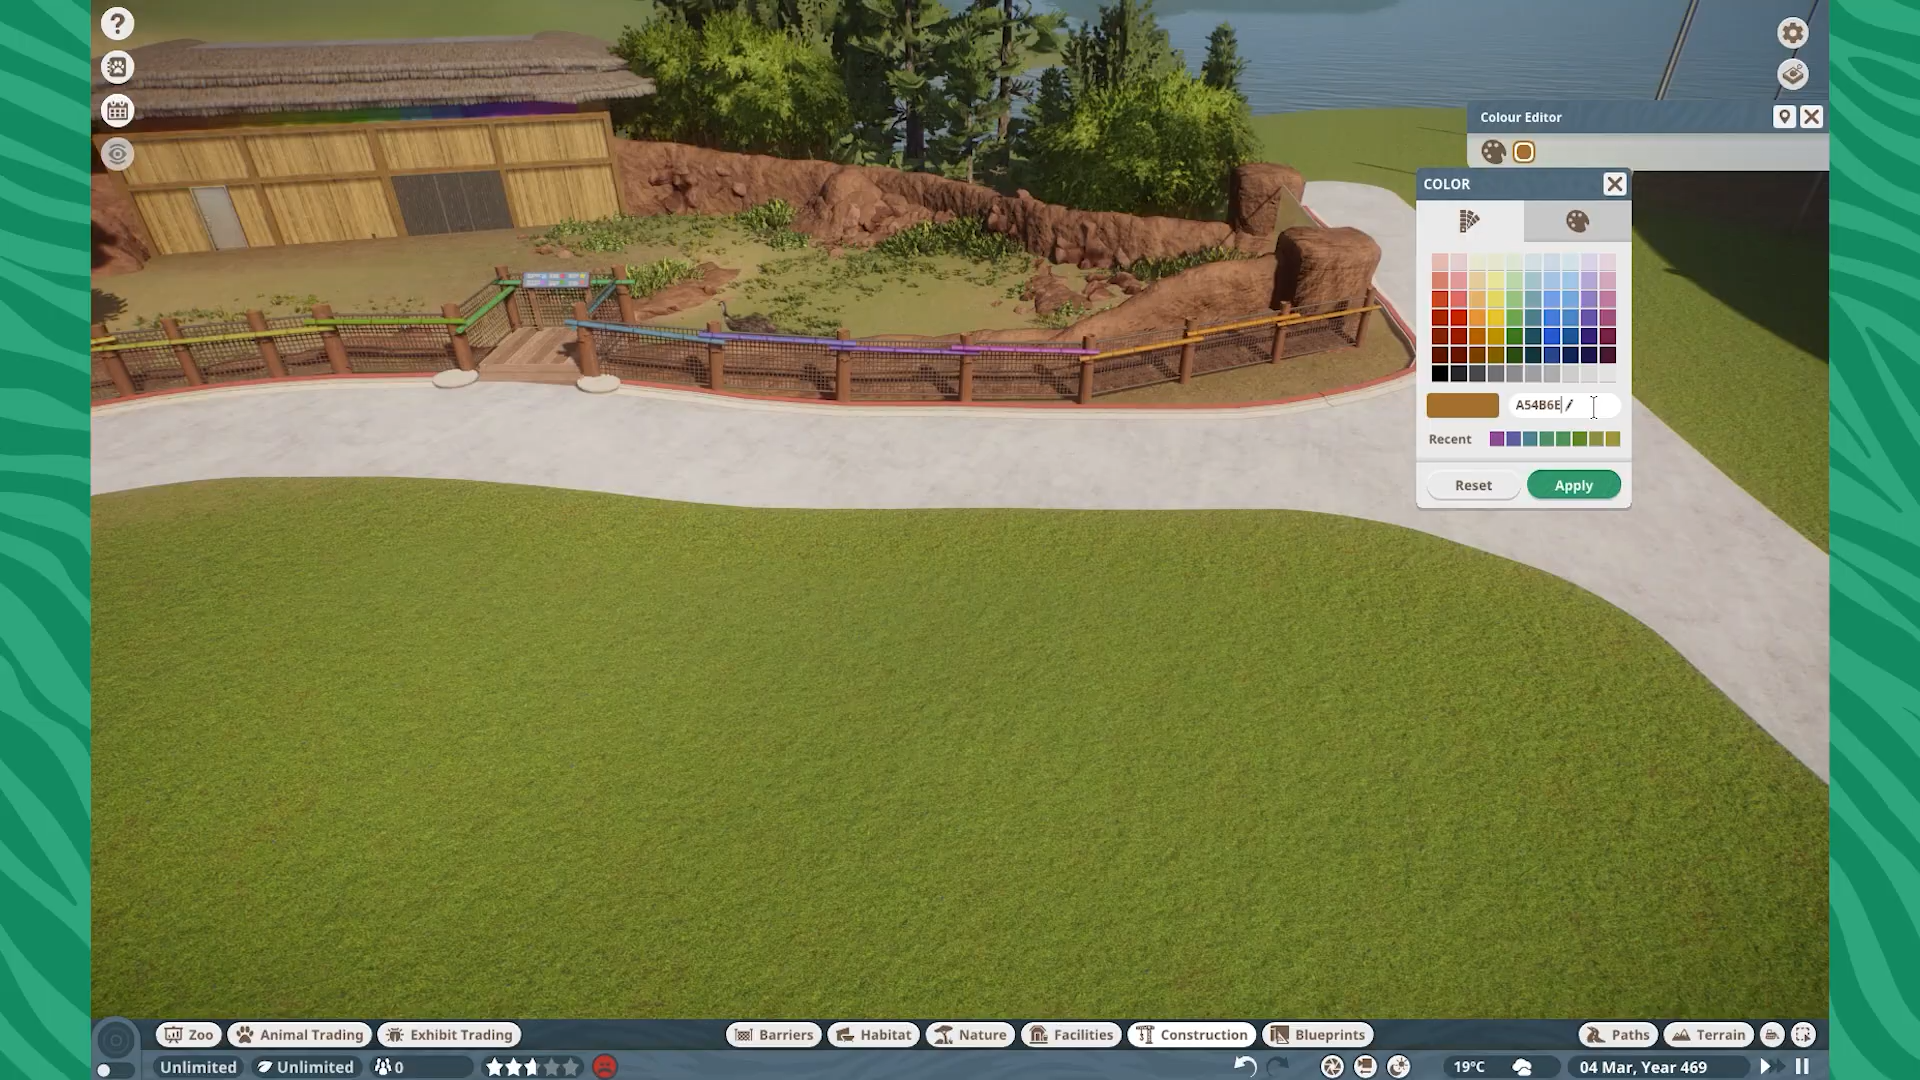 ?
Colour Editor
COLOR
A54B6E
Recent
Reset
Apply
Zoo
Animal Trading
Exhibit Trading
Barriers
Habitat
Nature
Facilities
Construction
Blueprints
Paths
Terrain
Unlimited
Unlimited
0
19°C
04 Mar, Year 469